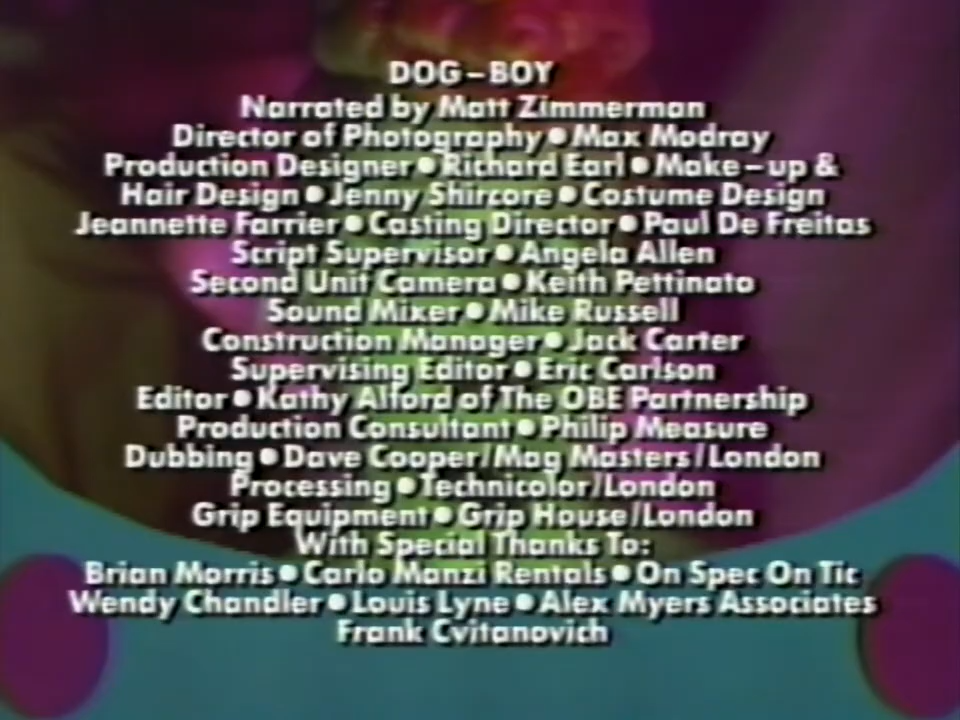 DOG–BOY
Narrated by Matt Zimmerman
Director of Photography • Max Modray
Production Designer • Richard Earl • Make–up &
Hair Design • Jenny Shircore • Costume Design
Jeannette Farrier • Casting Director • Paul De Freitas
Script Supervisor • Angela Allen
Second Unit Camera • Keith Pettinato
Sound Mixer • Mike Russell
Construction Manager • Jack Carter
Supervising Editor • Eric Carlson
Editor • Kathy Alford of The OBE Partnership
Production Consultant • Philip Measure
Dubbing • Dave Cooper/Mag Masters/London
Processing • Technicolor/London
Grip Equipment • Grip House/London
With Special Thanks To:
Brian Morris • Carlo Manzi Rentals • On Spec On Tic
Wendy Chandler • Louis Lyne • Alex Myers Associates
Frank Cvitanovich